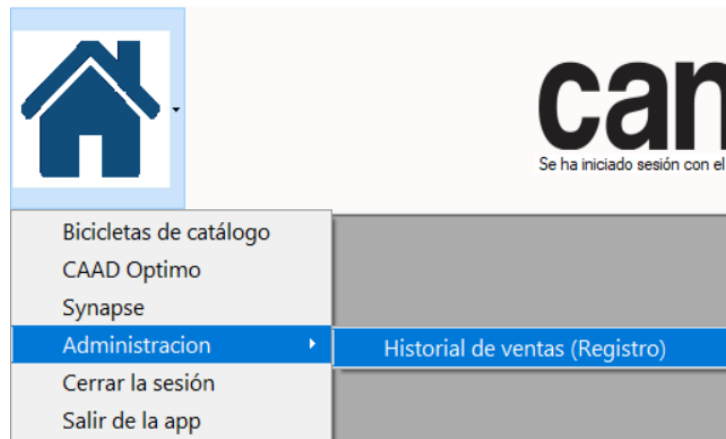 can
Se ha iniciado sesión con el
Bicicletas de catálogo
CAAD Optimo
Synapse
Administracion
Historial de ventas (Registro)
Cerrar la sesión
Salir de la app